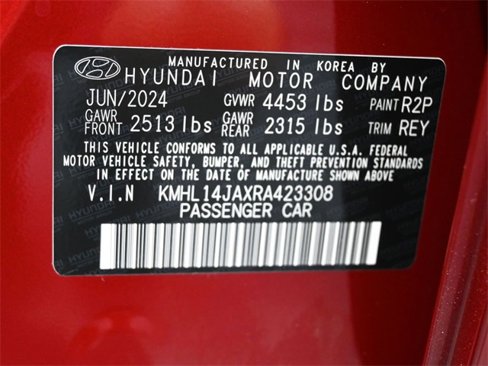 MANUFACTURED IN KOREA BY
HYUNDAI MOTOR COMPANY
JUN/2024 GVWR 4453 lbs PAINT R2P
GAWR FRONT 2513 lbs GAWR REAR 2315 lbs TRIM REY
THIS VEHICLE CONFORMS TO ALL APPLICABLE U.S.A. FEDERAL
MOTOR VEHICLE SAFETY, BUMPER, AND THEFT PREVENTION STANDARDS
IN EFFECT ON THE DATE OF MANUFACTURE SHOWN ABOVE.
V.I.N KMHL14JAXRA423308
PASSENGER CAR